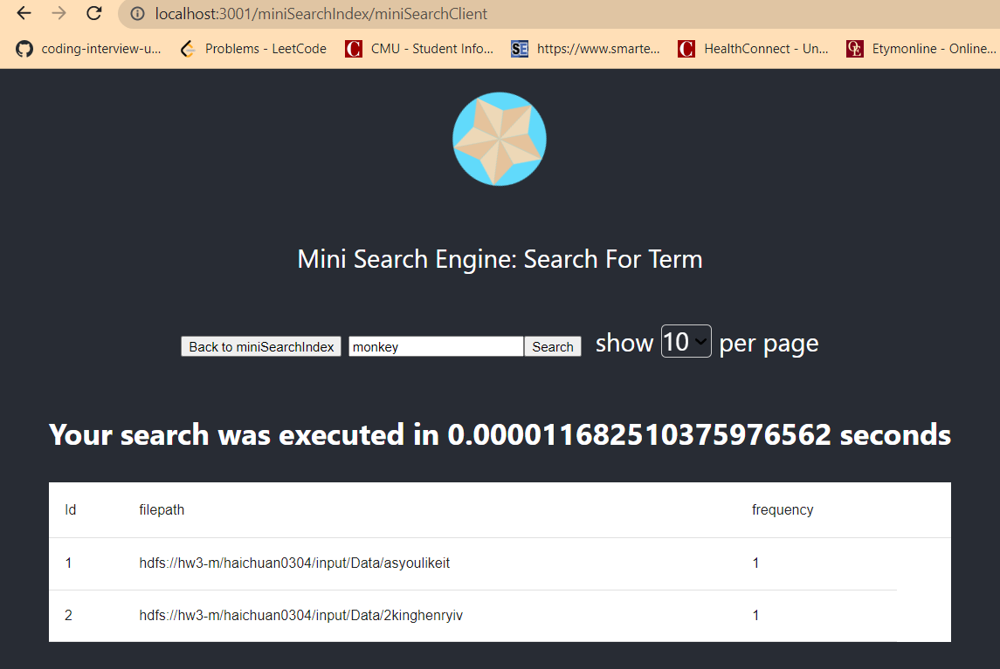 localhost:3001/miniSearchIndex/miniSearchClient
coding-interview-u... Problems - LeetCode CMU - Student Info... SE https://www.smarte... HealthConnect - Un... Etymonline - Online...
Mini Search Engine: Search For Term
Back to miniSearchIndex monkey Search show 10 per page
Your search was executed in 0.000011682510375976562 seconds
Id filepath frequency
1 hdfs://hw3-m/haichuan0304/input/Data/asyoulikeit 1
2 hdfs://hw3-m/haichuan0304/input/Data/2kinghenryiv 1